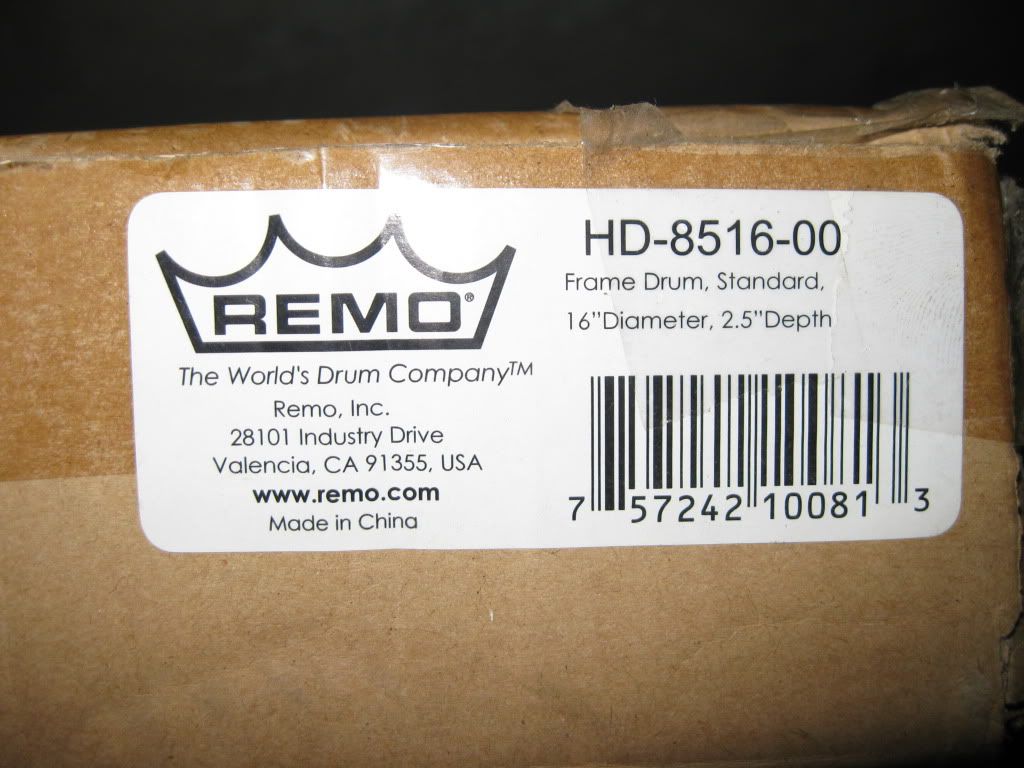 REMO®
The World's Drum Company™
Remo, Inc.
28101 Industry Drive
Valencia, CA 91355, USA
www.remo.com
Made in China
HD-8516-00
Frame Drum, Standard,
16”Diameter, 2.5”Depth
7 57242 10081 3